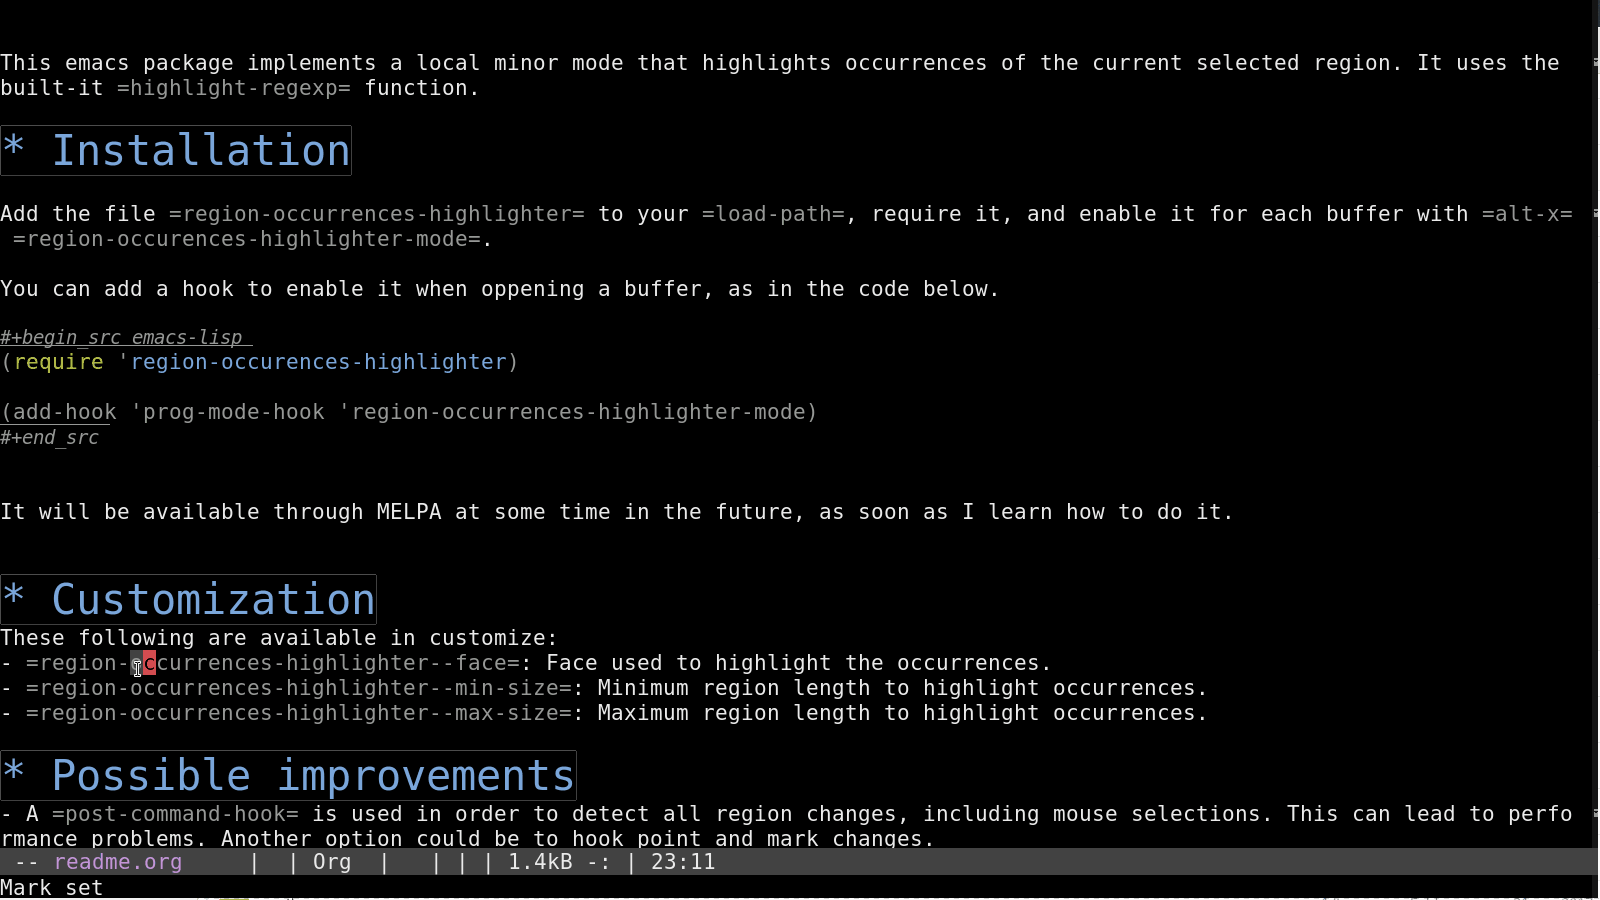 This emacs package implements a local minor mode that highlights occurrences of the current selected region. It uses the
built-it =highlight-regexp= function.
* Installation
Add the file =region-occurrences-highlighter= to your =load-path=, require it, and enable it for each buffer with =alt-x=
=region-occurences-highlighter-mode=.
You can add a hook to enable it when oppening a buffer, as in the code below.
#+begin_src emacs-lisp
(require 'region-occurences-highlighter)
(add-hook 'prog-mode-hook 'region-occurrences-highlighter-mode)
#+end_src
It will be available through MELPA at some time in the future, as soon as I learn how to do it.
* Customization
These following are available in customize:
- =region-occurrences-highlighter--face=: Face used to highlight the occurrences.
- =region-occurrences-highlighter--min-size=: Minimum region length to highlight occurrences.
- =region-occurrences-highlighter--max-size=: Maximum region length to highlight occurrences.
* Possible improvements
- A =post-command-hook= is used in order to detect all region changes, including mouse selections. This can lead to perfo
rmance problems. Another option could be to hook point and mark changes.
-- readme.org | | Org | | | | 1.4kB -: | 23:11
Mark set